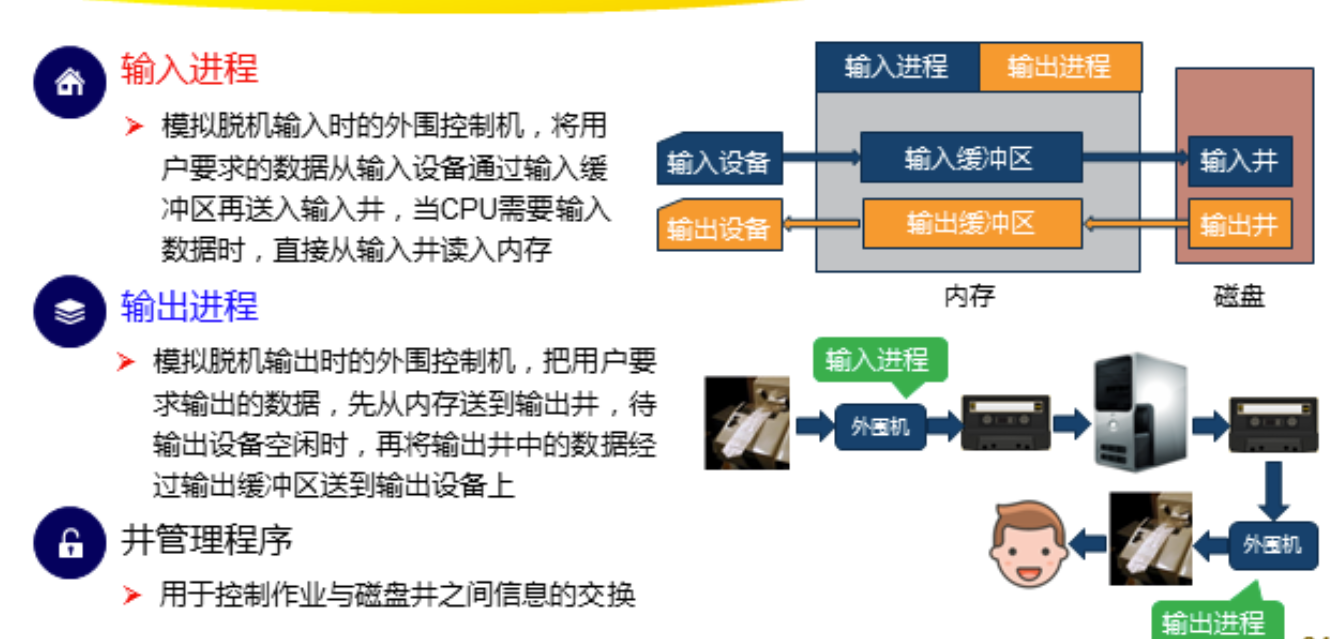 输入进程
模拟脱机输入时的外围控制机，将用
户要求的数据从输入设备通过输入缓
冲区再送入输入井，当CPU需要输入
数据时，直接从输入井读入内存
输出进程
模拟脱机输出时的外围控制机，把用户要
求输出的数据，先从内存送到输出井，待
输出设备空闲时，再将输出井中的数据经
过输出缓冲区送到输出设备上
井管理程序
用于控制作业与磁盘井之间信息的交换
输入进程 输出进程
输入设备 输入缓冲区 输入井
输出设备 输出缓冲区 输出井
内存 磁盘
输入进程
外围机
外围机
输出进程